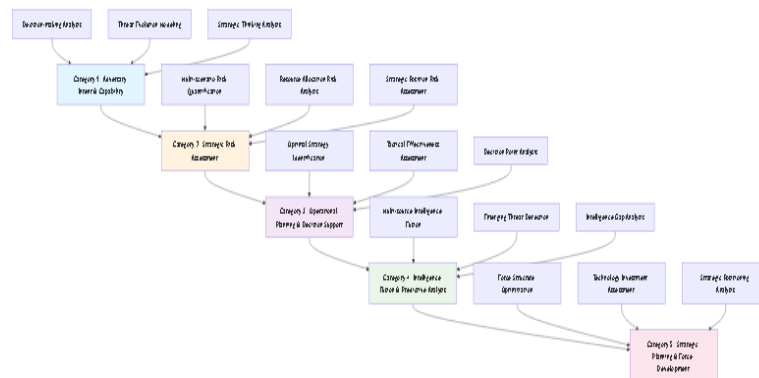 Decision-making Analysis
Threat Evolution Modeling
Strategic Thinking Analysis
Category 1: Adversary
Intent & Capability
Multi-scenario Risk
Quantification
Resource Allocation Risk
Analysis
Strategic Position Risk
Assessment
Category 2: Strategic Risk
Assessment
Optimal Strategy
Identification
Tactical Effectiveness
Assessment
Decision Point Analysis
Category 3: Operational
Planning & Decision Support
Multi-source Intelligence
Fusion
Emerging Threat Detection
Intelligence Gap Analysis
Category 4: Intelligence
Fusion & Predictive Analysis
Force Structure
Optimization
Technology Investment
Assessment
Strategic Positioning
Analysis
Category 5: Strategic
Planning & Force
Development